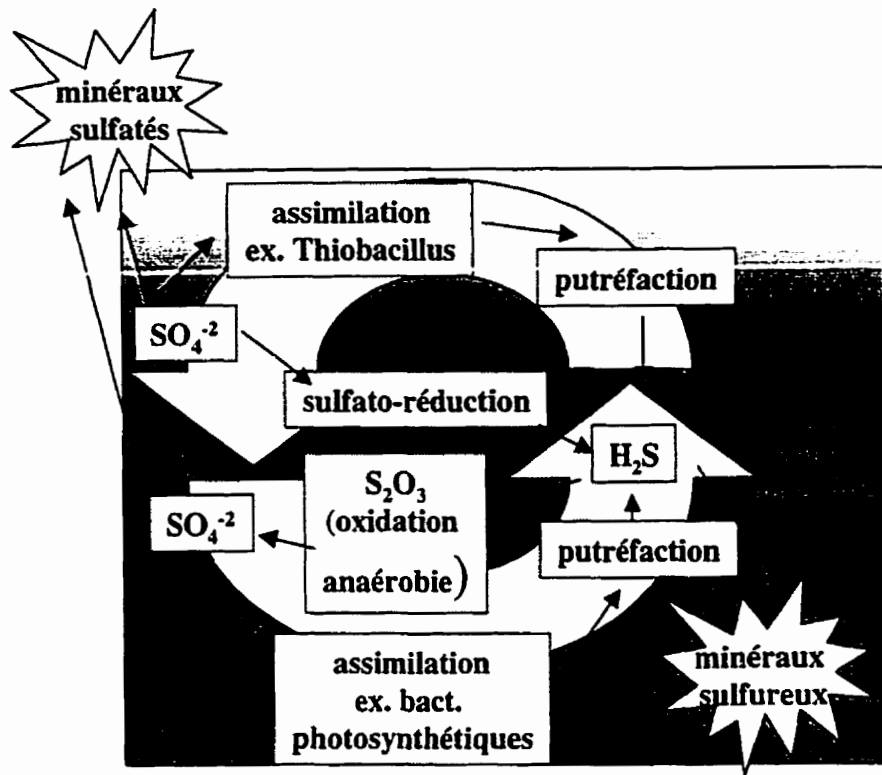 minéraux
sulfatés
assimilation
ex. Thiobacillus
putréfaction
SO₄⁻²
sulfato-réduction
H₂S
S₂O₃
(oxidation
anaérobie)
SO₄⁻²
putréfaction
assimilation
ex. bact.
photosynthétiques
minéraux
sulfureux